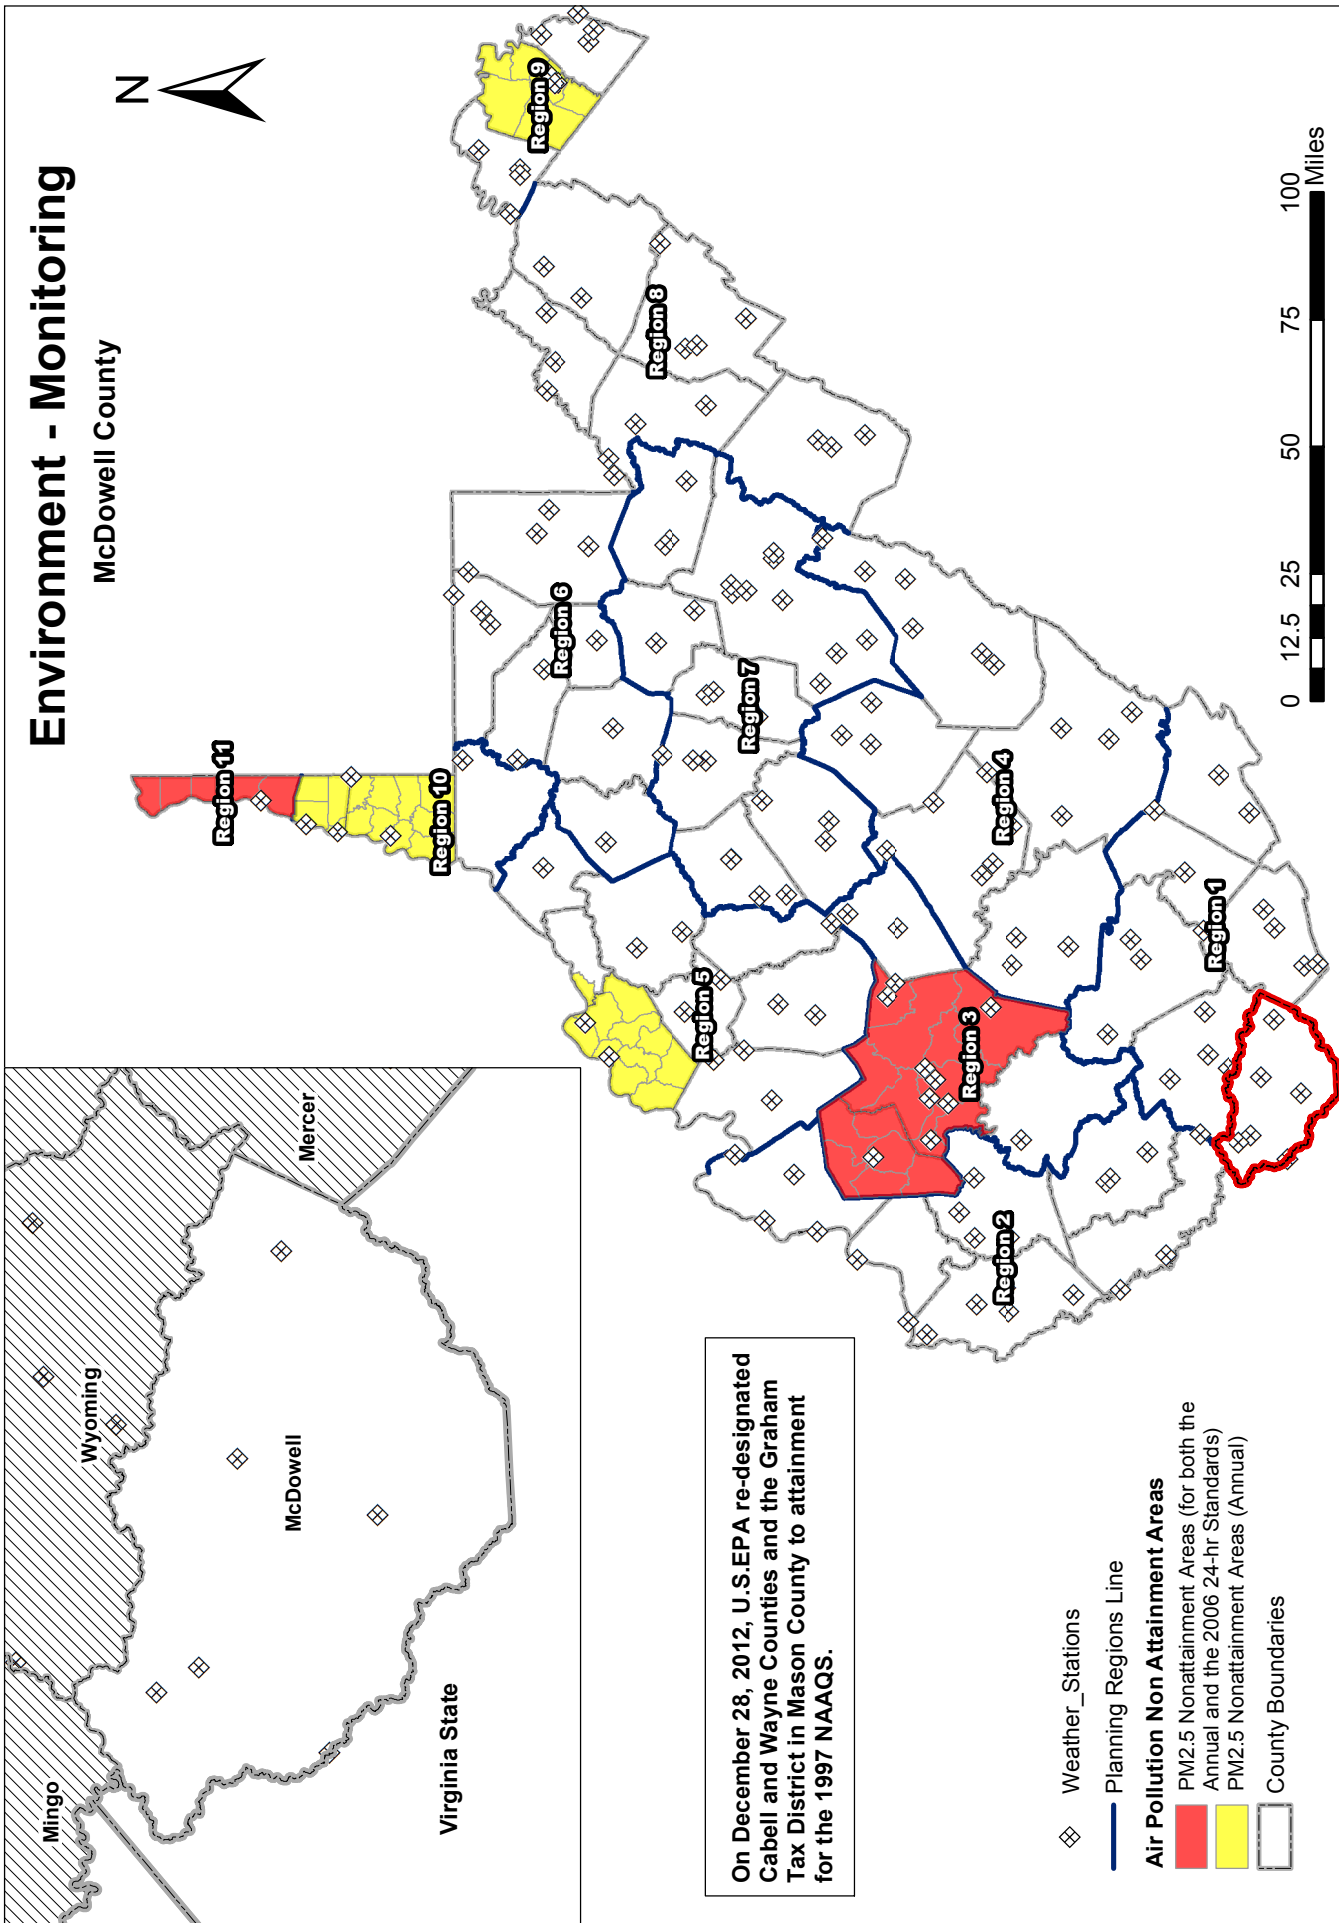 Environment - Monitoring
McDowell County
N
Mingo
Wyoming
Mercer
McDowell
Virginia State
Region 11
Region 10
Region 9
Region 8
Region 6
Region 7
Region 5
Region 4
Region 3
Region 2
Region 1
On December 28, 2012, U.S.EPA re-designated
Cabell and Wayne Counties and the Graham
Tax District in Mason County to attainment
for the 1997 NAAQS.
Weather_Stations
Planning Regions Line
Air Pollution Non Attainment Areas
PM2.5 Nonattainment Areas (for both the
Annual and the 2006 24-hr Standards)
PM2.5 Nonattainment Areas (Annual)
County Boundaries
0 12.5 25 50 75 100
Miles